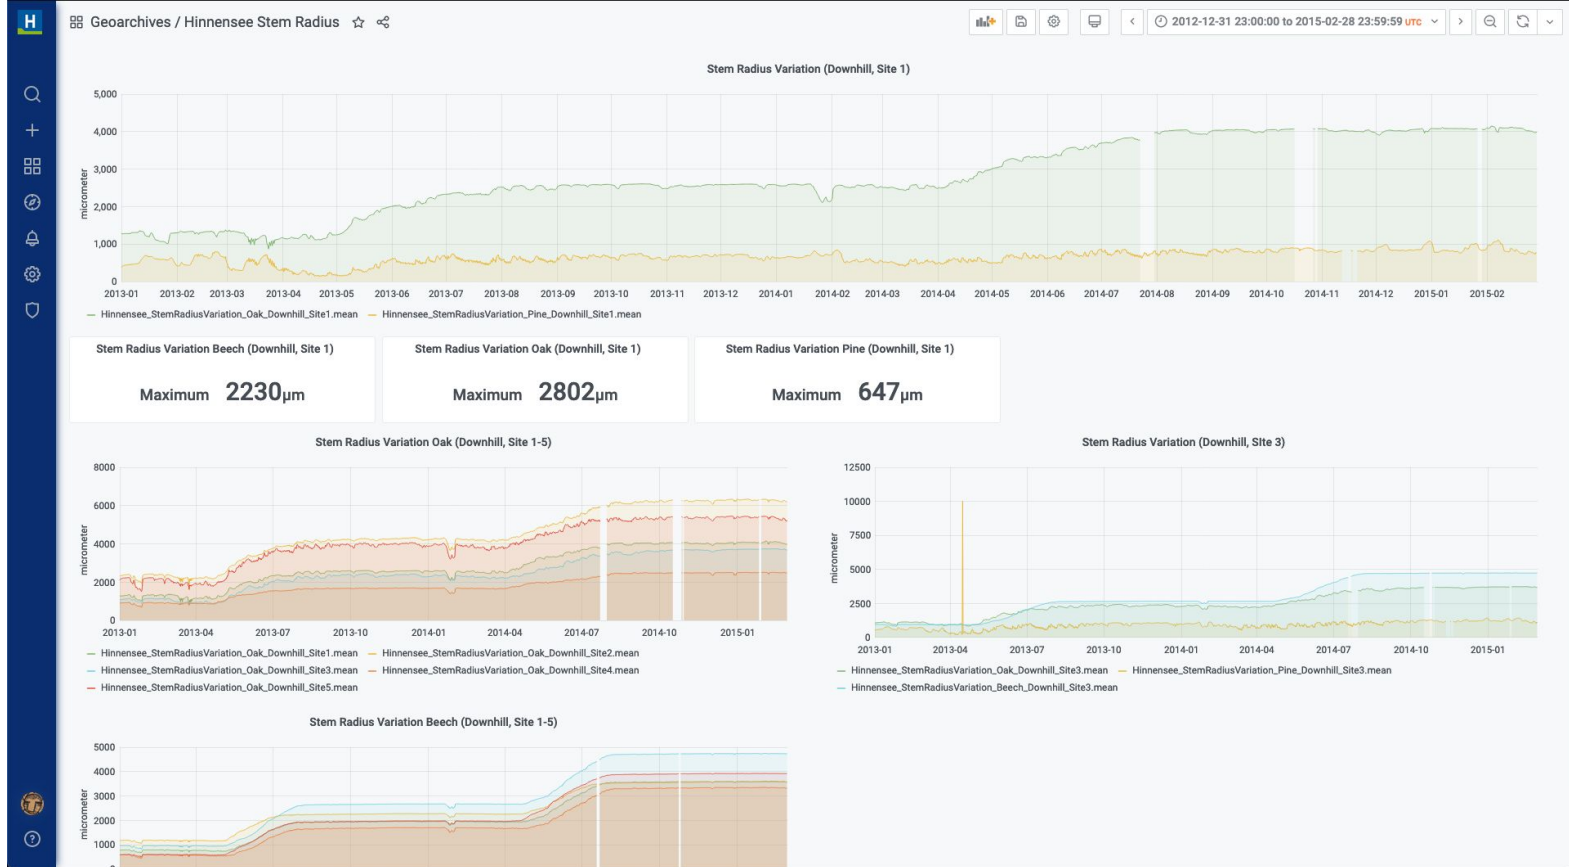 H
Geoarchives / Hinnensee Stem Radius
2012-12-31 23:00:00 to 2015-02-28 23:59:59 UTC
Stem Radius Variation (Downhill, Site 1)
micrometer
5,000
4,000
3,000
2,000
1,000
0
2013-01 2013-02 2013-03 2013-04 2013-05 2013-06 2013-07 2013-08 2013-09 2013-10 2013-11 2013-12 2014-01 2014-02 2014-03 2014-04 2014-05 2014-06 2014-07 2014-08 2014-09 2014-10 2014-11 2014-12 2015-01 2015-02
Hinnensee_StemRadiusVariation_Oak_Downhill_Site1.mean Hinnensee_StemRadiusVariation_Pine_Downhill_Site1.mean
Stem Radius Variation Beech (Downhill, Site 1)
Maximum 2230µm
Stem Radius Variation Oak (Downhill, Site 1)
Maximum 2802µm
Stem Radius Variation Pine (Downhill, Site 1)
Maximum 647µm
Stem Radius Variation Oak (Downhill, Site 1-5)
micrometer
8000
6000
4000
2000
0
2013-01 2013-04 2013-07 2013-10 2014-01 2014-04 2014-07 2014-10 2015-01
Hinnensee_StemRadiusVariation_Oak_Downhill_Site1.mean Hinnensee_StemRadiusVariation_Oak_Downhill_Site2.mean
Hinnensee_StemRadiusVariation_Oak_Downhill_Site3.mean Hinnensee_StemRadiusVariation_Oak_Downhill_Site4.mean
Hinnensee_StemRadiusVariation_Oak_Downhill_Site5.mean
Stem Radius Variation (Downhill, SIte 3)
micrometer
12500
10000
7500
5000
2500
0
2013-01 2013-04 2013-07 2013-10 2014-01 2014-04 2014-07 2014-10 2015-01
Hinnensee_StemRadiusVariation_Oak_Downhill_Site3.mean Hinnensee_StemRadiusVariation_Pine_Downhill_Site3.mean
Hinnensee_StemRadiusVariation_Beech_Downhill_Site3.mean
Stem Radius Variation Beech (Downhill, Site 1-5)
micrometer
5000
4000
3000
2000
1000